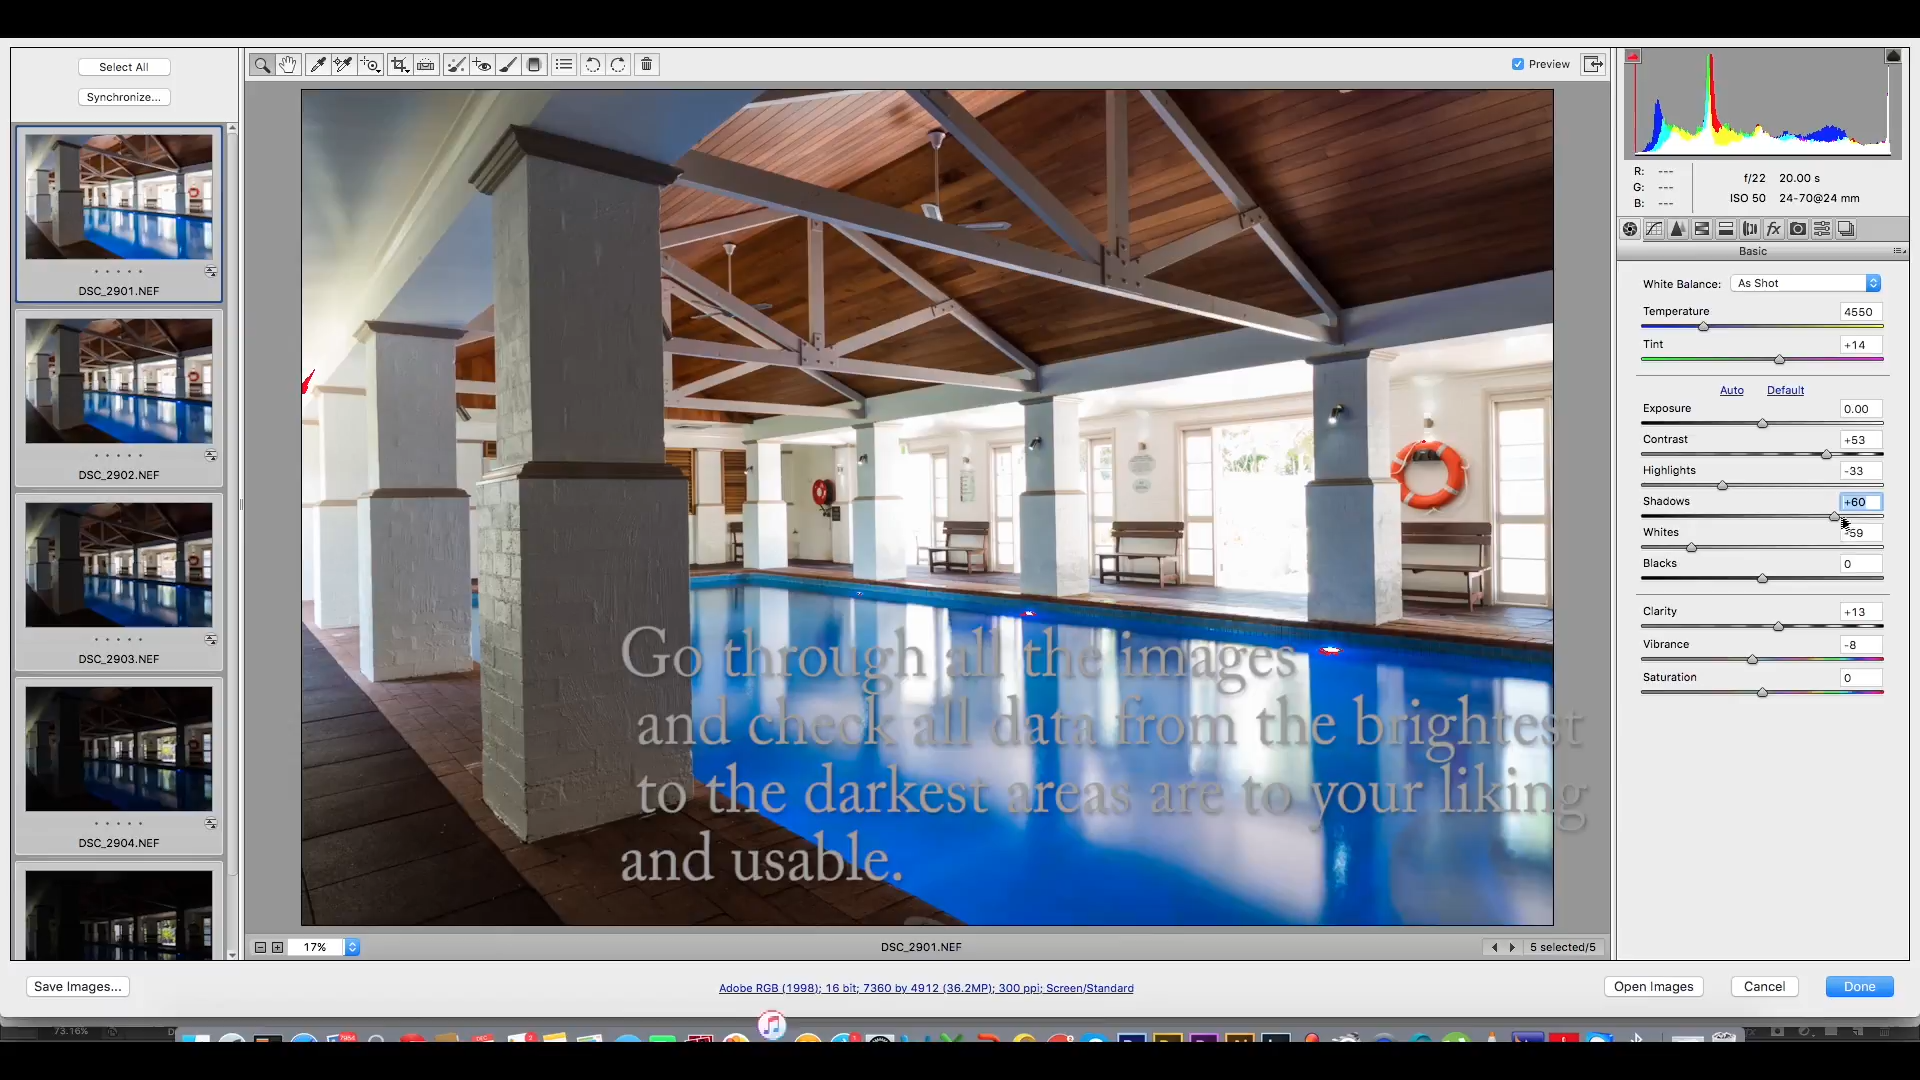 Select All
Synchronize...
DSC_2901.NEF
DSC_2902.NEF
DSC_2903.NEF
DSC_2904.NEF
Preview
R: ---
G: ---
B: ---
f/22 20.00 s
ISO 50 24-70@24 mm
Basic
White Balance: As Shot
Temperature 4550
Tint +14
Auto Default
Exposure 0.00
Contrast +53
Highlights -33
Shadows +60
Whites -59
Blacks 0
Clarity +13
Vibrance -8
Saturation 0
Go through all the images
and check all data from the brightest
to the darkest areas are to your liking
and usable.
17%
DSC_2901.NEF
5 selected/5
Save Images...
Adobe RGB (1998); 16 bit; 7360 by 4912 (36.2MP); 300 ppi; Screen/Standard
Open Images
Cancel
Done
73.16%